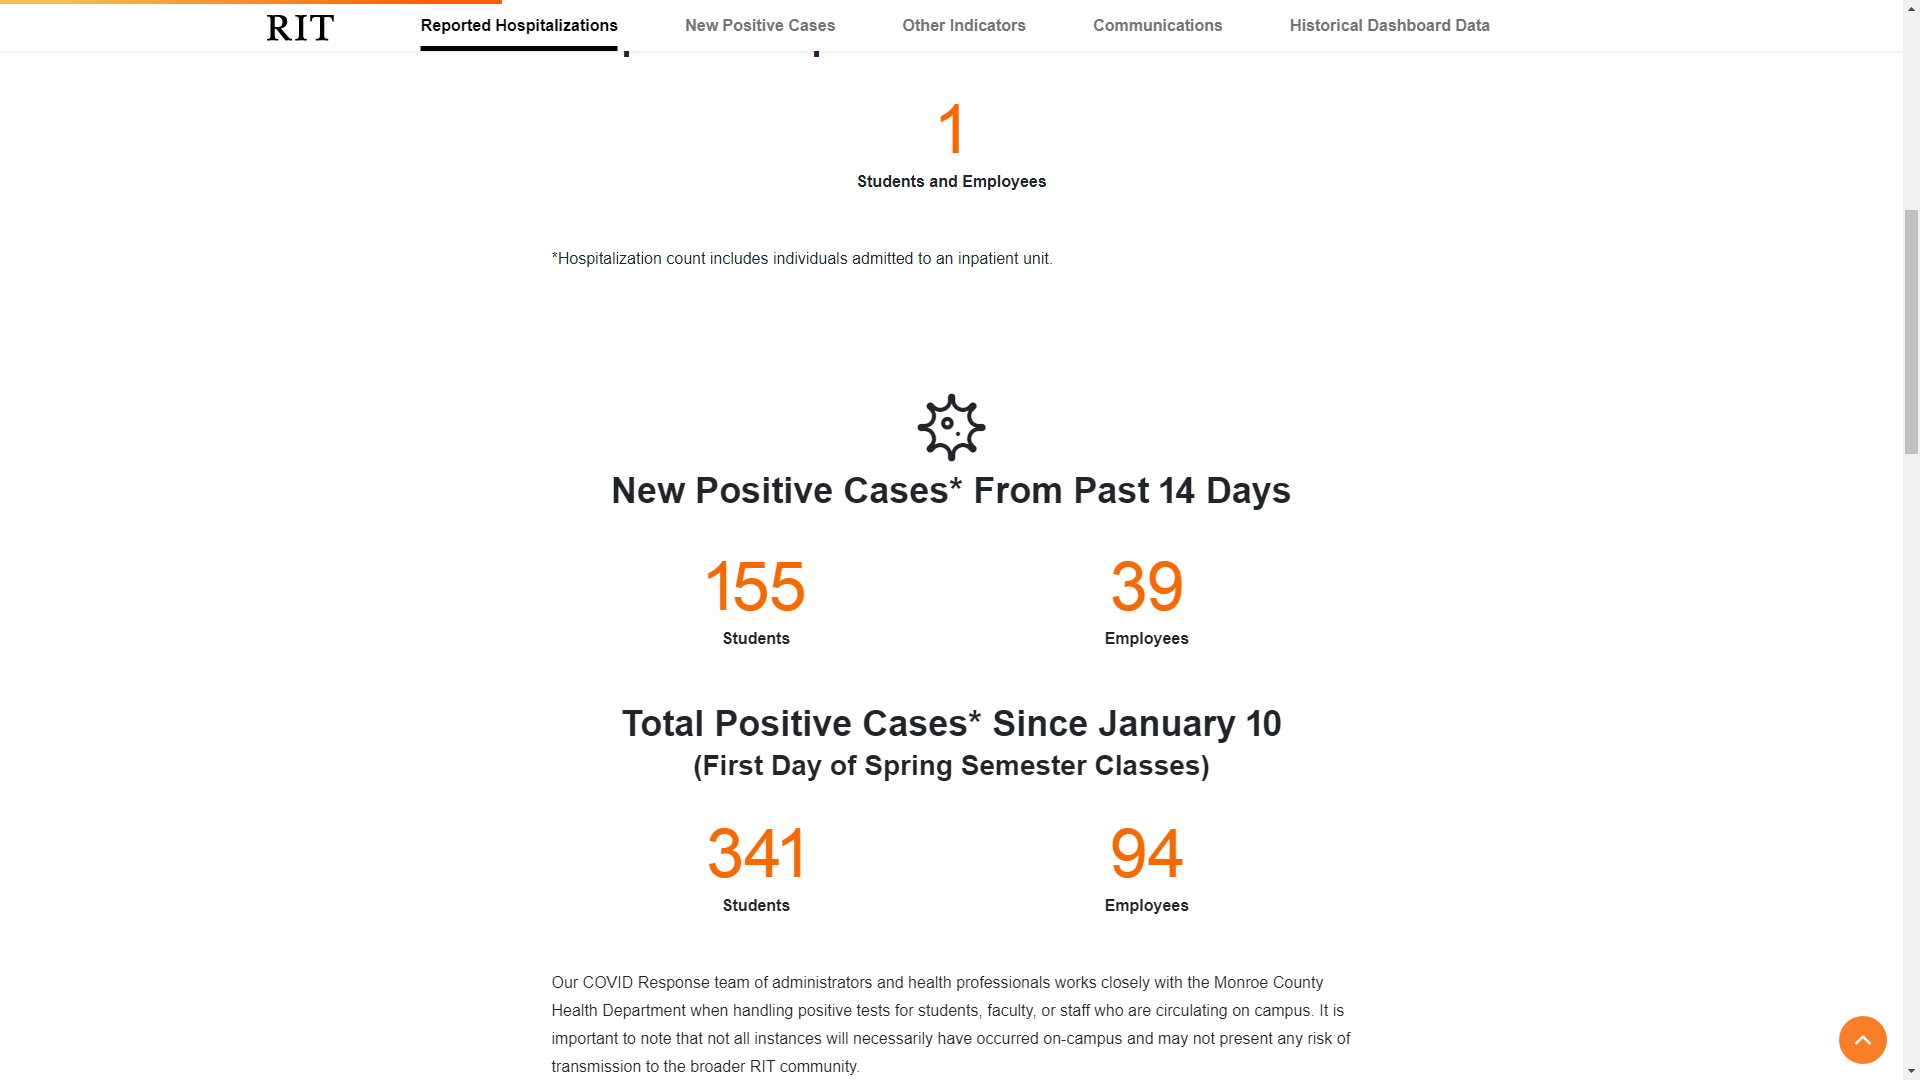 RIT
Reported Hospitalizations
New Positive Cases
Other Indicators
Communications
Historical Dashboard Data
1
Students and Employees
*Hospitalization count includes individuals admitted to an inpatient unit.
New Positive Cases* From Past 14 Days
155
39
Students
Employees
Total Positive Cases* Since January 10
(First Day of Spring Semester Classes)
341
94
Students
Employees
Our COVID Response team of administrators and health professionals works closely with the Monroe County
Health Department when handling positive tests for students, faculty, or staff who are circulating on campus. It is
important to note that not all instances will necessarily have occurred on-campus and may not present any risk of
transmission to the broader RIT community.